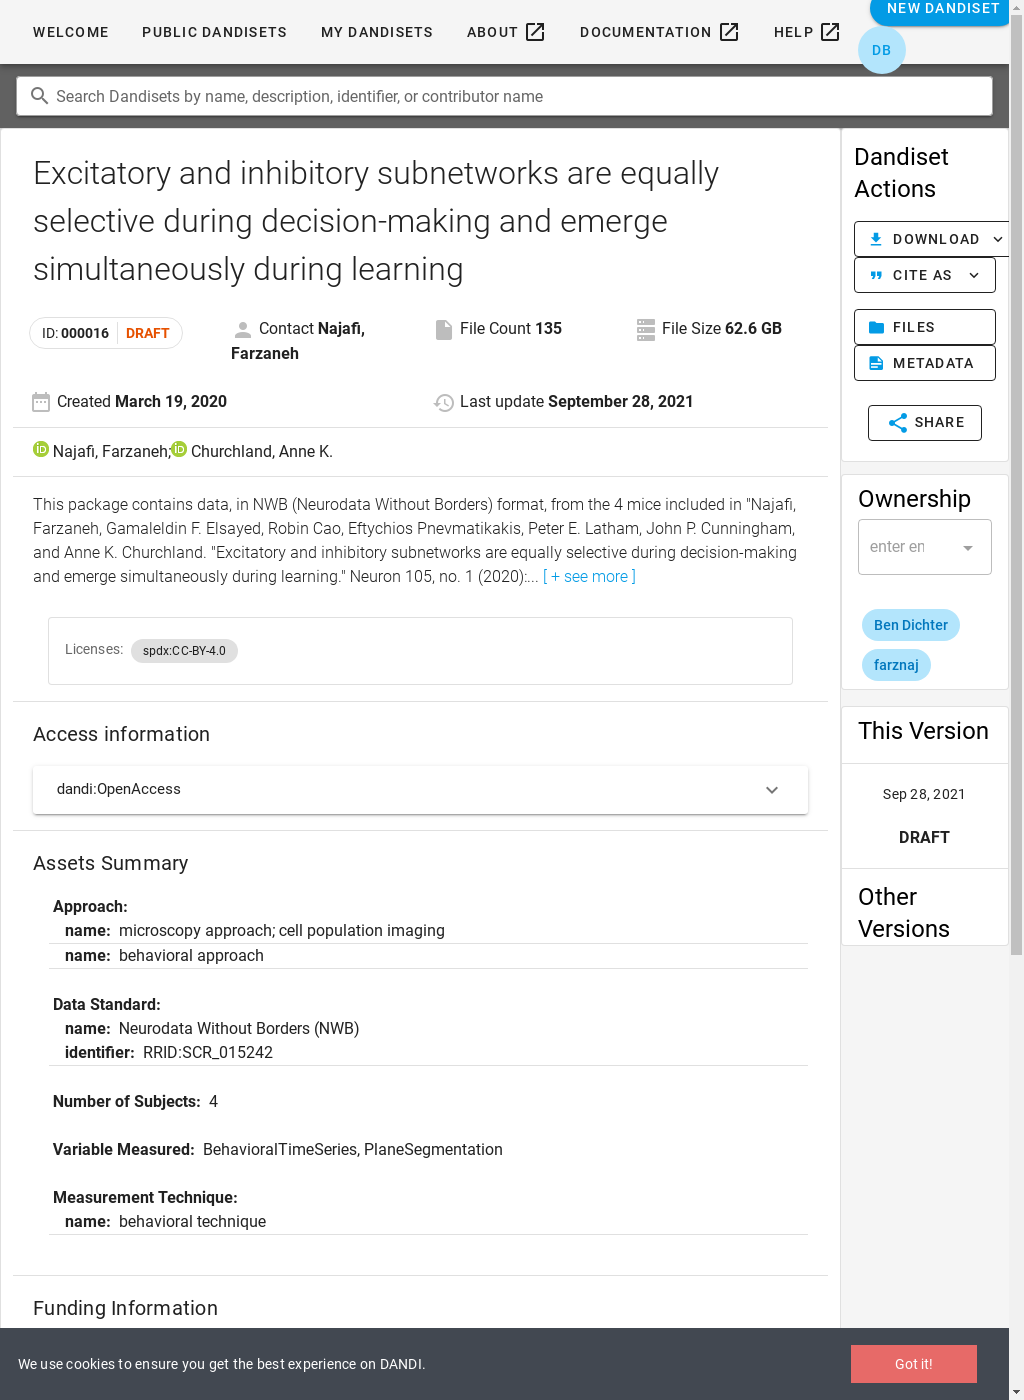 WELCOME PUBLIC DANDISETS MY DANDISETS ABOUT DOCUMENTATION HELP NEW DANDISET
DB
Search Dandisets by name, description, identifier, or contributor name
Excitatory and inhibitory subnetworks are equally
selective during decision-making and emerge
simultaneously during learning
ID: 000016 DRAFT
Contact Najafi,
Farzaneh
File Count 135
File Size 62.6 GB
Created March 19, 2020
Last update September 28, 2021
iD Najafi, Farzaneh; iD Churchland, Anne K.
This package contains data, in NWB (Neurodata Without Borders) format, from the 4 mice included in "Najafi,
Farzaneh, Gamaleldin F. Elsayed, Robin Cao, Eftychios Pnevmatikakis, Peter E. Latham, John P. Cunningham,
and Anne K. Churchland. "Excitatory and inhibitory subnetworks are equally selective during decision-making
and emerge simultaneously during learning." Neuron 105, no. 1 (2020):... [ + see more ]
Licenses: spdx:CC-BY-4.0
Access information
dandi:OpenAccess
Assets Summary
Approach:
name: microscopy approach; cell population imaging
name: behavioral approach
Data Standard:
name: Neurodata Without Borders (NWB)
identifier: RRID:SCR_015242
Number of Subjects: 4
Variable Measured: BehavioralTimeSeries, PlaneSegmentation
Measurement Technique:
name: behavioral technique
Funding Information
Dandiset
Actions
DOWNLOAD
CITE AS
FILES
METADATA
SHARE
Ownership
enter en
Ben Dichter
farznaj
This Version
Sep 28, 2021
DRAFT
Other
Versions
We use cookies to ensure you get the best experience on DANDI.
Got it!